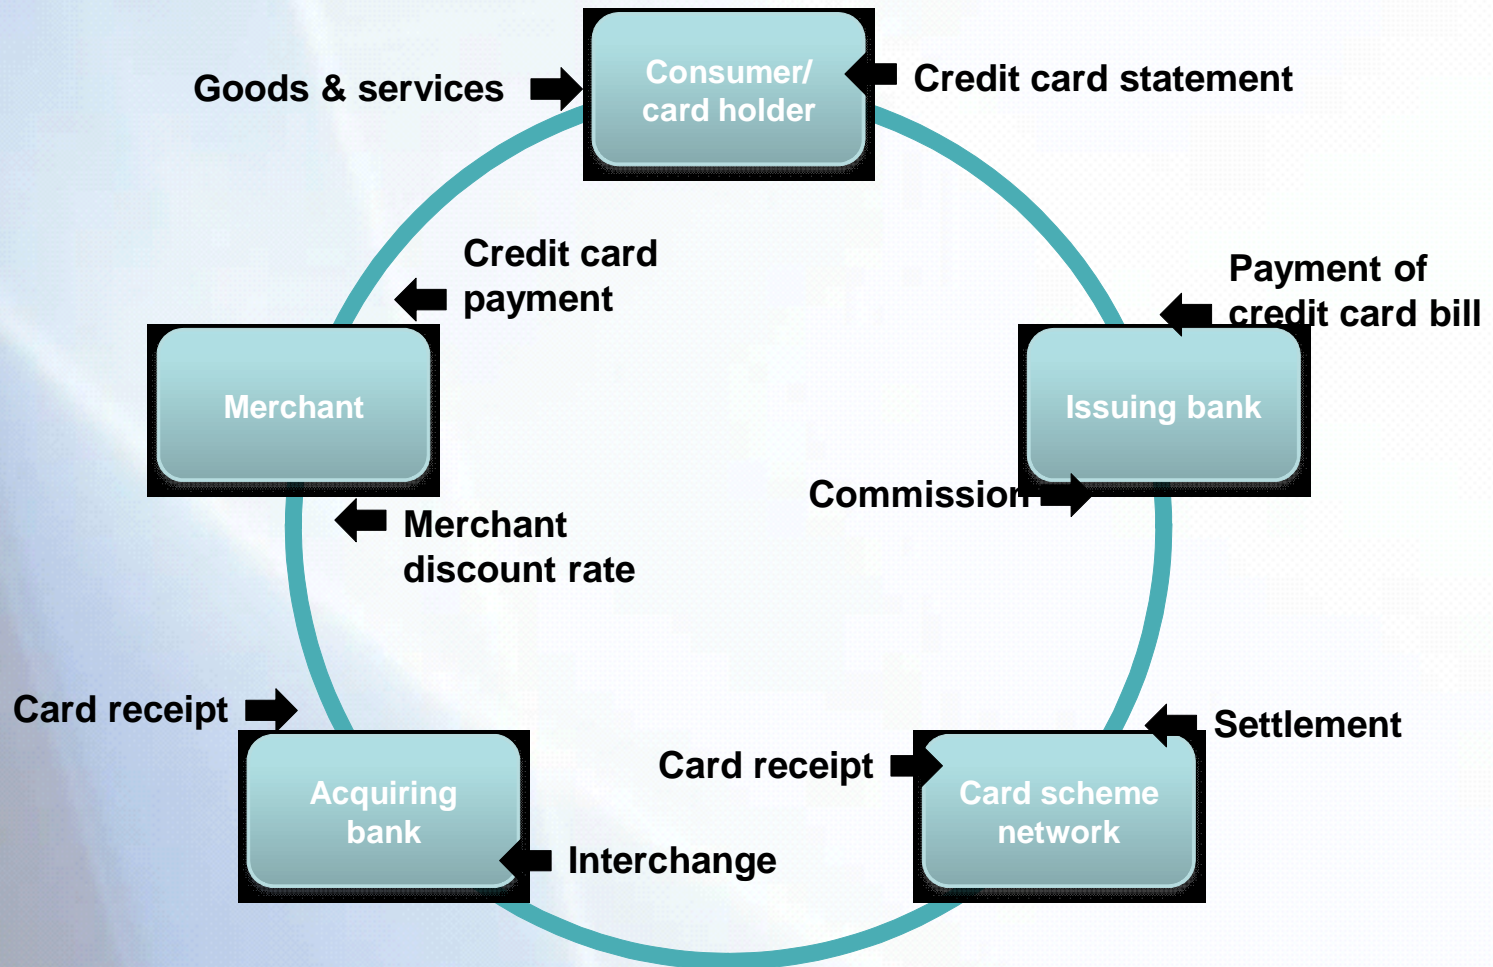 Goods & services
Consumer/
card holder
Credit card statement
Credit card
payment
Payment of
credit card bill
Merchant
Issuing bank
Commission
Merchant
discount rate
Card receipt
Settlement
Card receipt
Acquiring
bank
Card scheme
network
Interchange